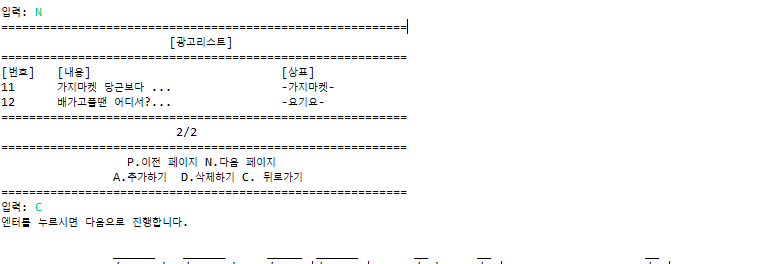 입력: N
==========================================================
[광고리스트]
==========================================================
[번호] [내용] [상표]
11 가지마켓 당근보다 ... -가지마켓-
12 배가고플땐 어디서?... -요기요-
==========================================================
2/2
==========================================================
P.이전 페이지 N.다음 페이지
A.추가하기 D.삭제하기 C. 뒤로가기
==========================================================
입력: C
엔터를 누르시면 다음으로 진행합니다.